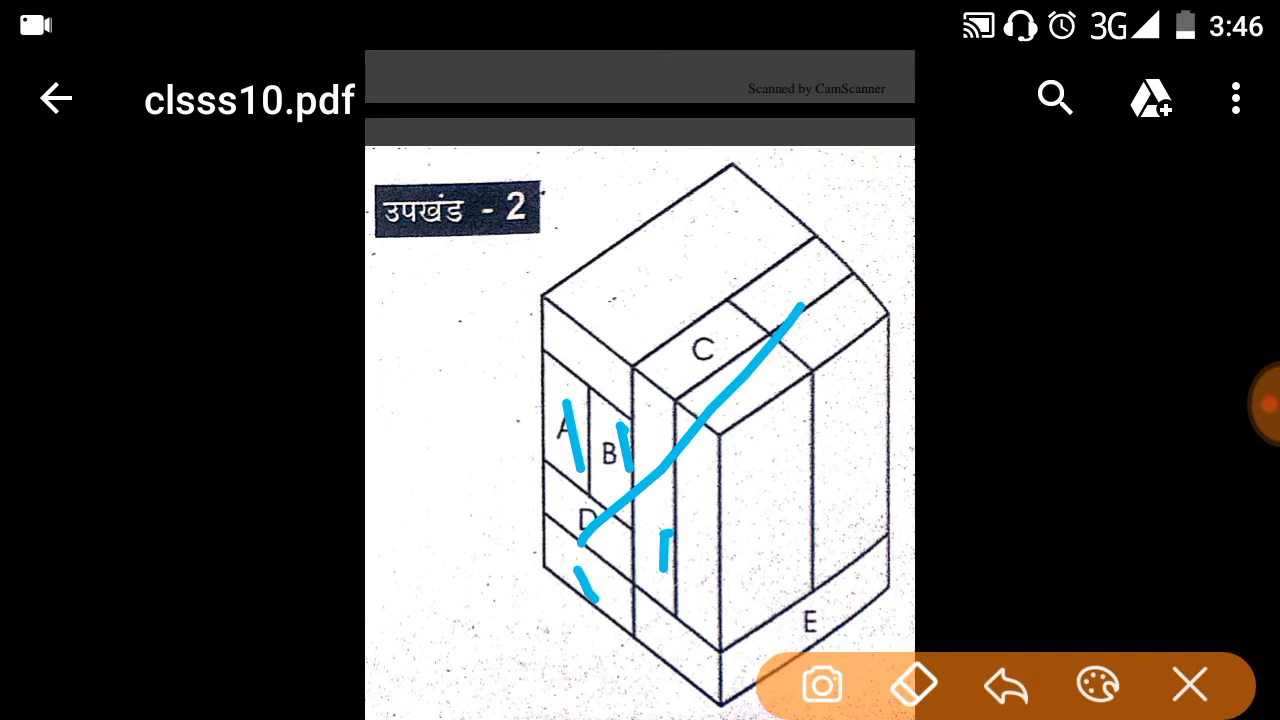 3G 3:46
clsss10.pdf
Scanned by CamScanner
उपखंड - 2
C
A
B
D
E